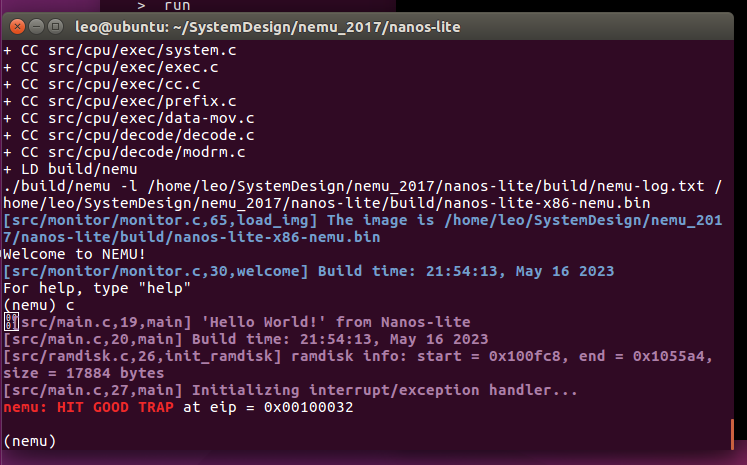 > run
leo@ubuntu: ~/SystemDesign/nemu_2017/nanos-lite
+ CC src/cpu/exec/system.c
+ CC src/cpu/exec/exec.c
+ CC src/cpu/exec/cc.c
+ CC src/cpu/exec/prefix.c
+ CC src/cpu/exec/data-mov.c
+ CC src/cpu/decode/decode.c
+ CC src/cpu/decode/modrm.c
+ LD build/nemu
./build/nemu -l /home/leo/SystemDesign/nemu_2017/nanos-lite/build/nemu-log.txt /
home/leo/SystemDesign/nemu_2017/nanos-lite/build/nanos-lite-x86-nemu.bin
[src/monitor/monitor.c,65,load_img] The image is /home/leo/SystemDesign/nemu_201
7/nanos-lite/build/nanos-lite-x86-nemu.bin
Welcome to NEMU!
[src/monitor/monitor.c,30,welcome] Build time: 21:54:13, May 16 2023
For help, type "help"
(nemu) c
[src/main.c,19,main] 'Hello World!' from Nanos-lite
[src/main.c,20,main] Build time: 21:54:13, May 16 2023
[src/ramdisk.c,26,init_ramdisk] ramdisk info: start = 0x100fc8, end = 0x1055a4,
size = 17884 bytes
[src/main.c,27,main] Initializing interrupt/exception handler...
nemu: HIT GOOD TRAP at eip = 0x00100032
(nemu)